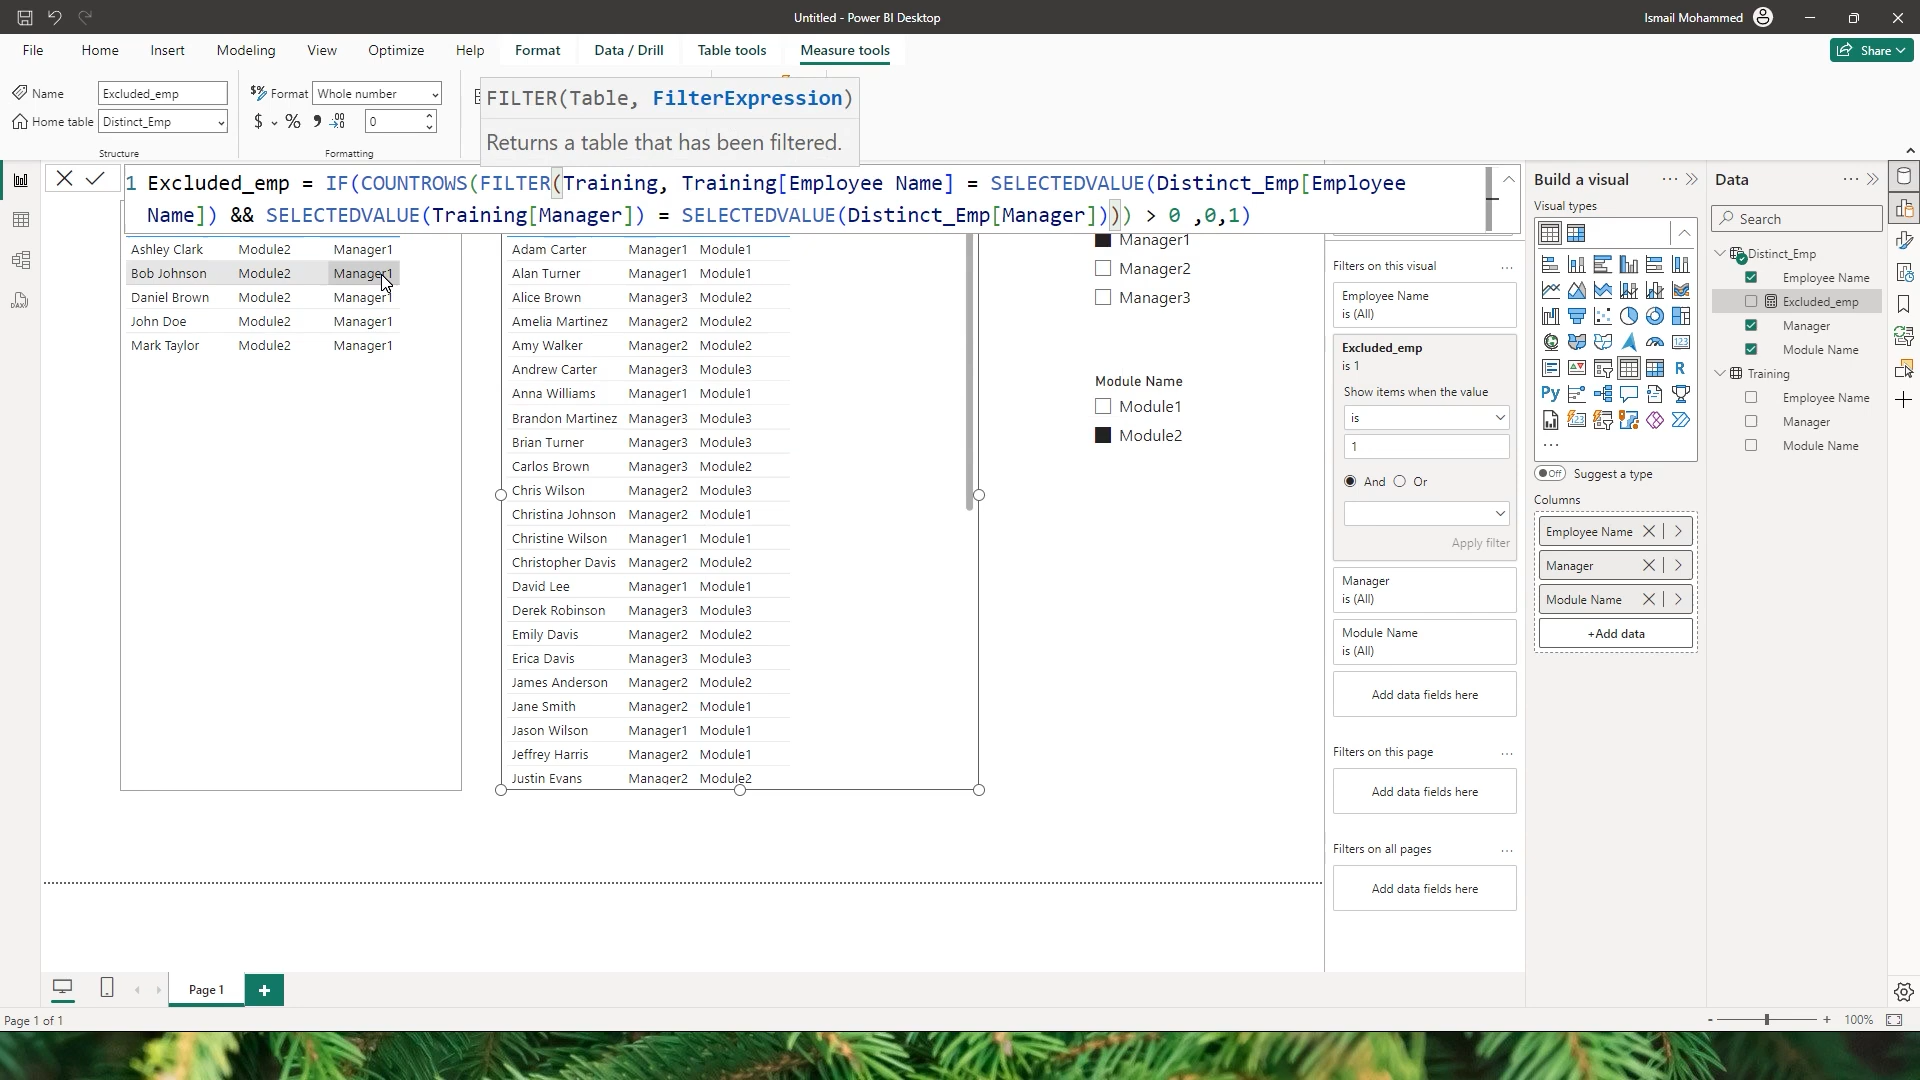 Untitled - Power BI Desktop
Ismail Mohammed
File
Home
Insert
Modeling
View
Optimize
Help
Format
Data / Drill
Table tools
Measure tools
Share
Name
Excluded_emp
Home table
Distinct_Emp
Structure
Format
Whole number
$
%
0
Formatting
FILTER(Table, FilterExpression)
Returns a table that has been filtered.
1 Excluded_emp = IF(COUNTROWS(FILTER(Training, Training[Employee Name] = SELECTEDVALUE(Distinct_Emp[Employee
Name]) && SELECTEDVALUE(Training[Manager]) = SELECTEDVALUE(Distinct_Emp[Manager]))) > 0 ,0,1)
Ashley Clark Module2 Manager1
Bob Johnson Module2 Manager1
Daniel Brown Module2 Manager1
John Doe Module2 Manager1
Mark Taylor Module2 Manager1
Adam Carter Manager1 Module1
Alan Turner Manager1 Module1
Alice Brown Manager3 Module2
Amelia Martinez Manager2 Module2
Amy Walker Manager2 Module2
Andrew Carter Manager3 Module3
Anna Williams Manager1 Module1
Brandon Martinez Manager3 Module3
Brian Turner Manager3 Module3
Carlos Brown Manager3 Module2
Chris Wilson Manager2 Module3
Christina Johnson Manager2 Module1
Christine Wilson Manager1 Module1
Christopher Davis Manager2 Module2
David Lee Manager1 Module1
Derek Robinson Manager3 Module3
Emily Davis Manager2 Module2
Erica Davis Manager3 Module3
James Anderson Manager2 Module2
Jane Smith Manager2 Module1
Jason Wilson Manager1 Module1
Jeffrey Harris Manager2 Module1
Justin Evans Manager2 Module2
Manager1
Manager2
Manager3
Module Name
Module1
Module2
Filters on this visual ...
Employee Name
is (All)
Excluded_emp
is 1
Show items when the value
is
1
And
Or
Apply filter
Manager
is (All)
Module Name
is (All)
Add data fields here
Filters on this page ...
Add data fields here
Filters on all pages ...
Add data fields here
Build a visual ...
Visual types
R
Py
123
...
Off
Suggest a type
Columns
Employee Name
Manager
Module Name
+Add data
Data ...
Search
Distinct_Emp
Employee Name
Excluded_emp
Manager
Module Name
Training
Employee Name
Manager
Module Name
DAX
Page 1
+
Page 1 of 1
- + 100%